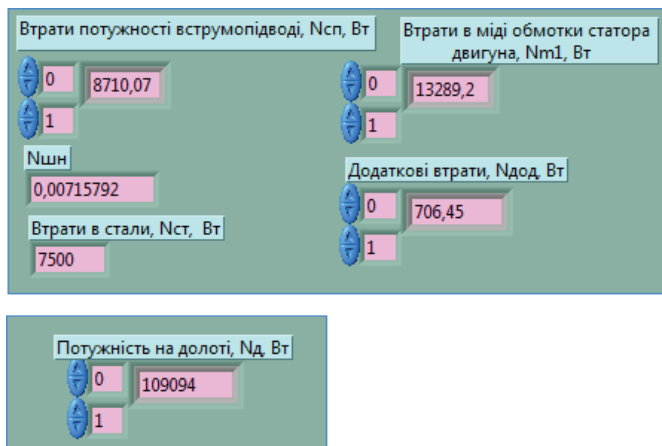 Втрати потужності вструмопідводі, Nсп, Вт
0
8710,07
1
Втрати в міді обмотки статора
двигуна, Nm1, Вт
0
13289,2
1
Nшн
0,00715792
Додаткові втрати, Nдод, Вт
0
706,45
1
Втрати в стали, Nст, Вт
7500
Потужність на долоті, Nд, Вт
0
109094
1